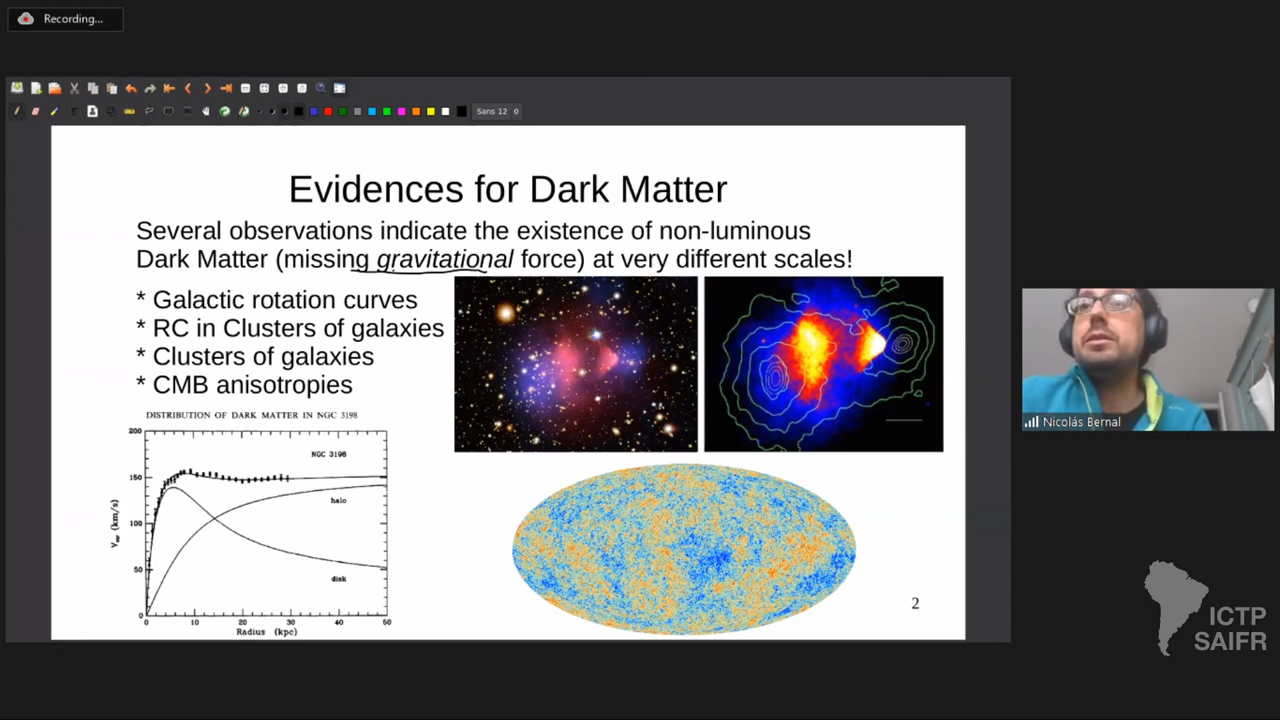 Recording...
Sans 12 0
Evidences for Dark Matter
Several observations indicate the existence of non-luminous
Dark Matter (missing gravitational force) at very different scales!
* Galactic rotation curves
* RC in Clusters of galaxies
* Clusters of galaxies
* CMB anisotropies
DISTRIBUTION OF DARK MATTER IN NGC 3198
200
NGC 3198
150
halo
V (km/s)
100
50
disk
0
0 10 20 30 40 50
Radius (kpc)
2
Nicolás Bernal
ICTP
SAIFR